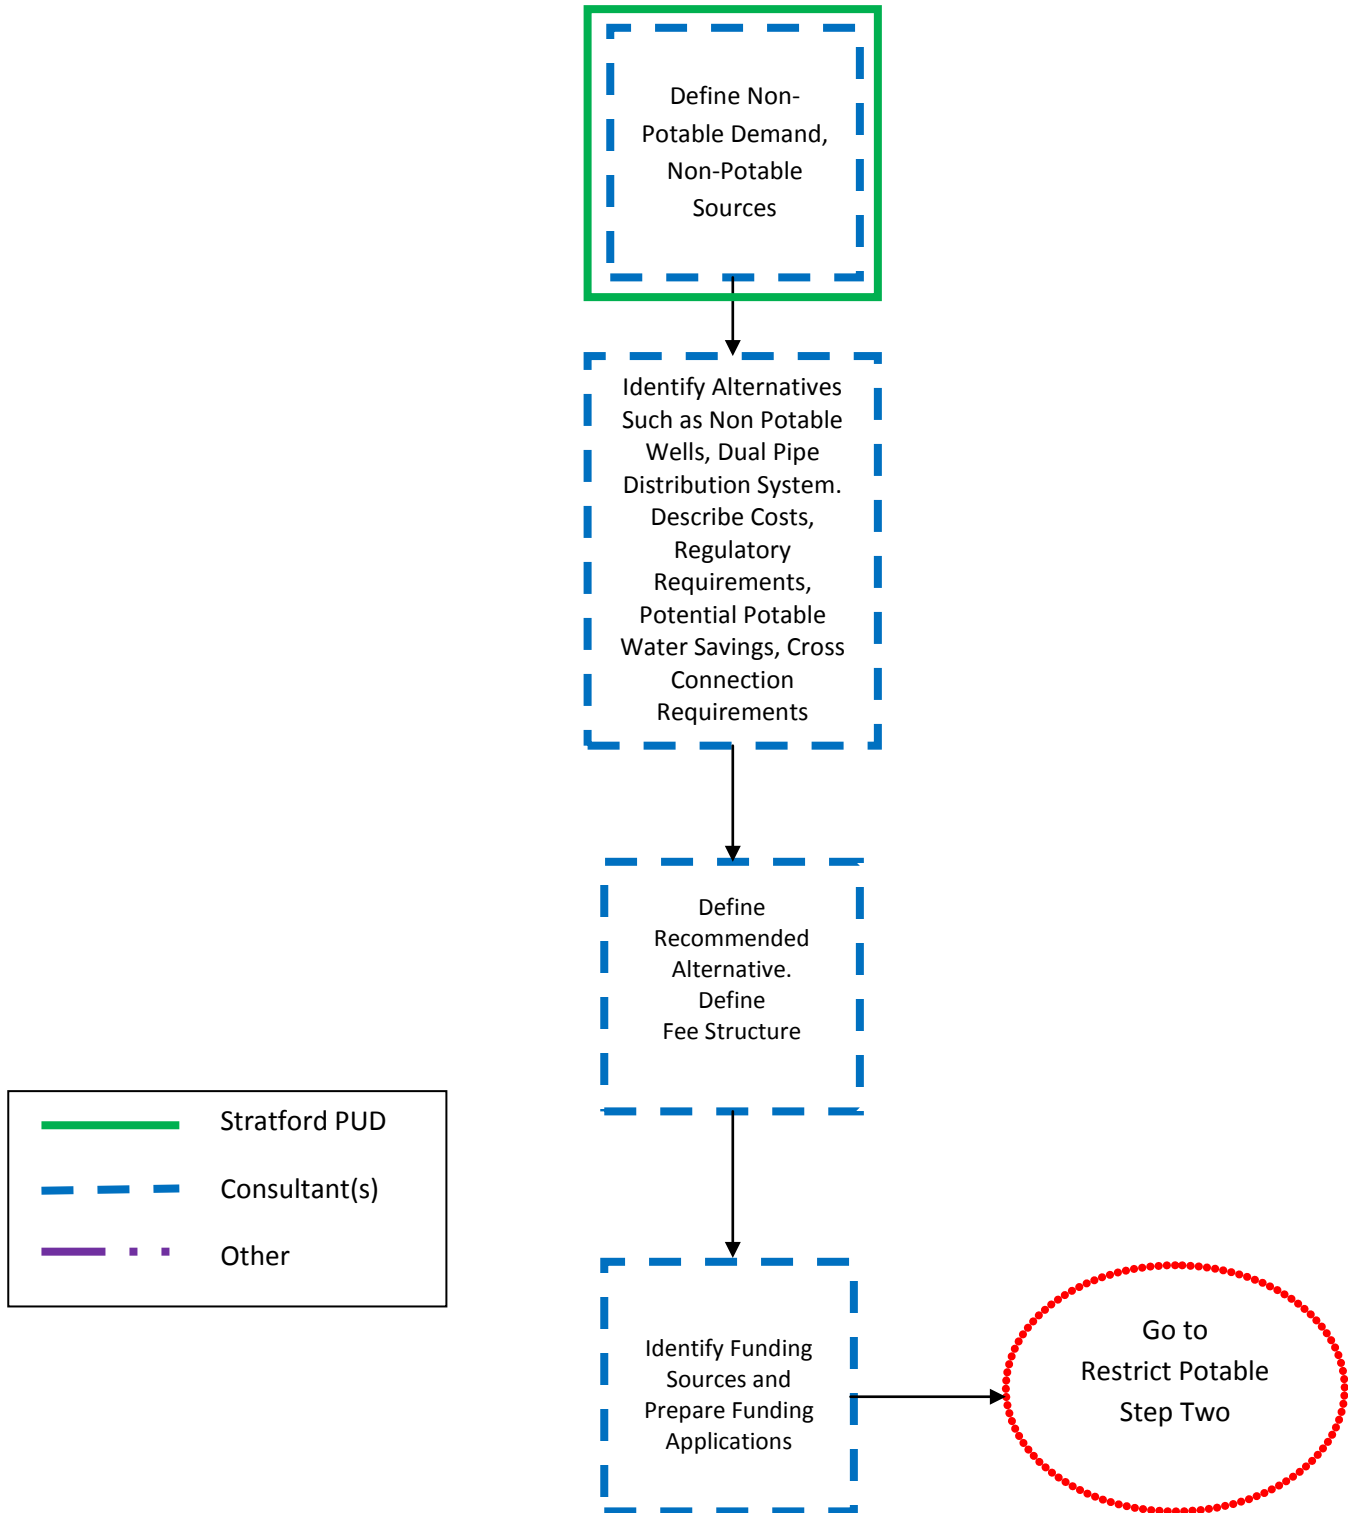 Define Non-
Potable Demand,
Non-Potable
Sources
Identify Alternatives
Such as Non Potable
Wells, Dual Pipe
Distribution System.
Describe Costs,
Regulatory
Requirements,
Potential Potable
Water Savings, Cross
Connection
Requirements
Define
Recommended
Alternative.
Define
Fee Structure
Stratford PUD
Consultant(s)
Other
Identify Funding
Sources and
Prepare Funding
Applications
Go to
Restrict Potable
Step Two